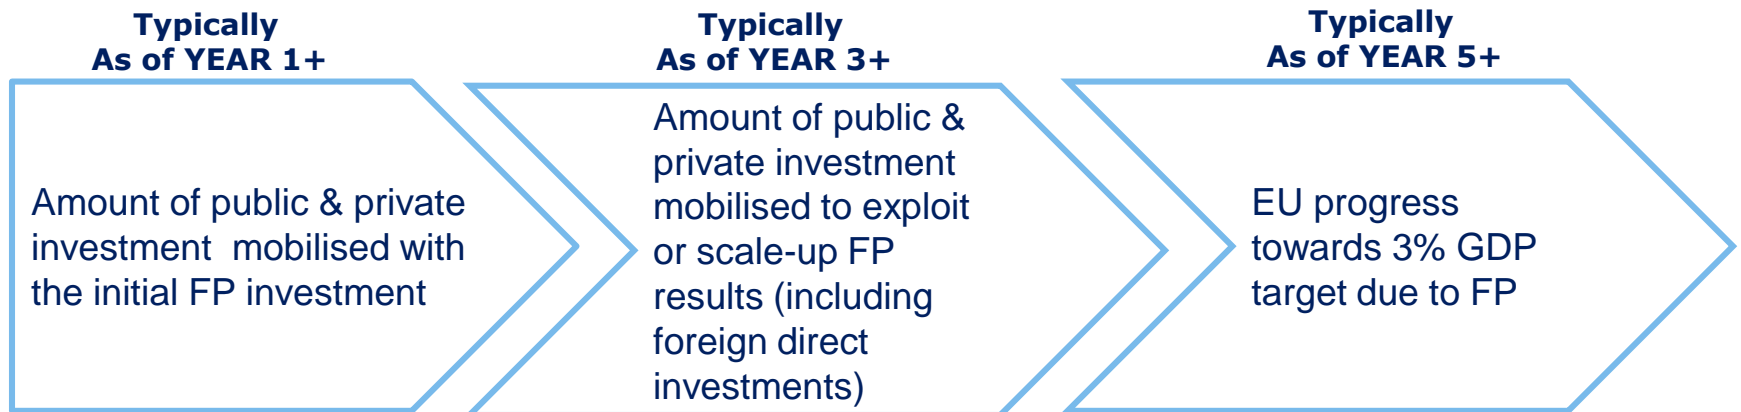 Typically
As of YEAR 1+
Amount of public & private
investment  mobilised with
the initial FP investment
Typically
As of YEAR 3+
Amount of public &
private investment
mobilised to exploit
or scale-up FP
results (including
foreign direct
investments)
Typically
As of YEAR 5+
EU progress
towards 3% GDP
target due to FP